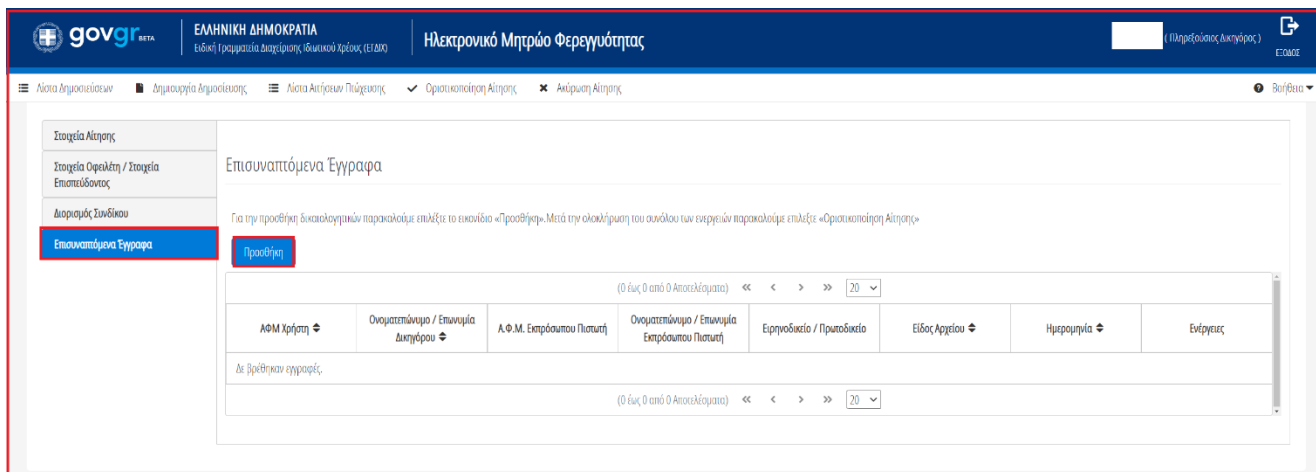 govgr BETA
ΕΛΛΗΝΙΚΗ ΔΗΜΟΚΡΑΤΙΑ
Ειδική Γραμματεία Διαχείρισης Ιδιωτικού Χρέους (ΕΓΔΙΧ)
Ηλεκτρονικό Μητρώο Φερεγγυότητας
( Πληρεξούσιος Δικηγόρος )
ΕΞΟΔΟΣ
Λίστα Δημοσιεύσεων Δημιουργία Δημοσίευσης Λίστα Αιτήσεων Πτώχευσης Οριστικοποίηση Αίτησης Ακύρωση Αίτησης Βοήθεια
Στοιχεία Αίτησης
Στοιχεία Οφειλέτη / Στοιχεία
Επισπεύδοντος
Διορισμός Συνδίκου
Επισυναπτόμενα Έγγραφα
Επισυναπτόμενα Έγγραφα
Για την προσθήκη δικαιολογητικών παρακαλούμε επιλέξτε το εικονίδιο «Προσθήκη».Μετά την ολοκλήρωση του συνόλου των ενεργειών παρακαλούμε επιλεξτε «Οριστικοποίηση Αίτησης»
Προσθήκη
(0 έως 0 από 0 Αποτελέσματα) 20
ΑΦΜ Χρήστη
Ονοματεπώνυμο / Επωνυμία
Δικηγόρου
Α.Φ.Μ. Εκπρόσωπου Πιστωτή
Ονοματεπώνυμο / Επωνυμία
Εκπρόσωπου Πιστωτή
Ειρηνοδικείο / Πρωτοδικείο
Είδος Αρχείου
Ημερομηνία
Ενέργειες
Δε βρέθηκαν εγγραφές.
(0 έως 0 από 0 Αποτελέσματα) 20